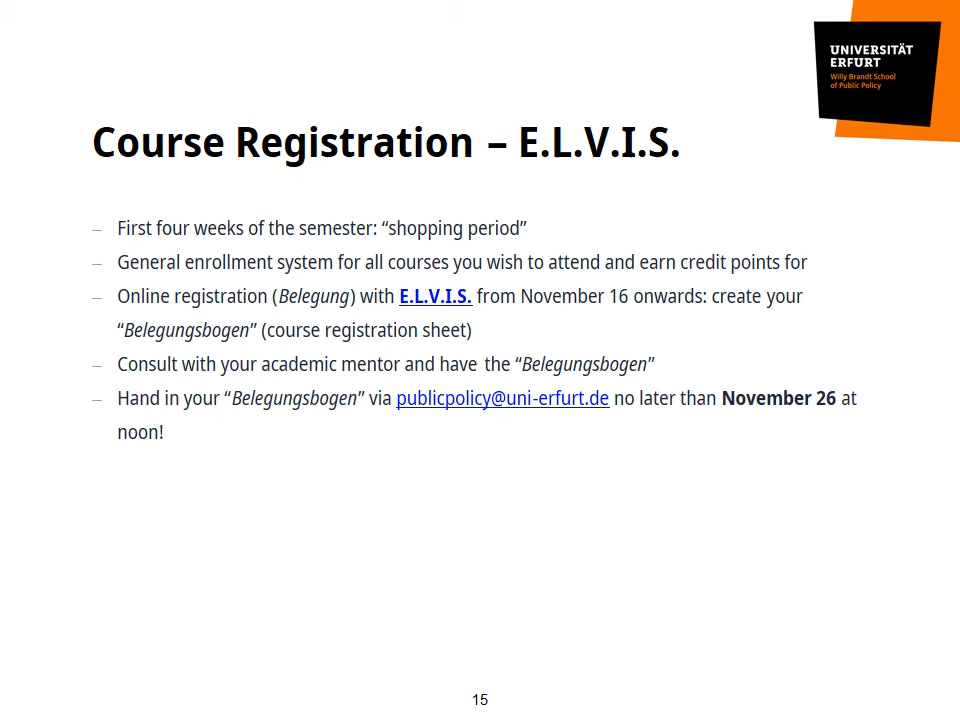 UNIVERSITÄT
ERFURT
Willy Brandt School
of Public Policy
Course Registration – E.L.V.I.S.
– First four weeks of the semester: “shopping period”
– General enrollment system for all courses you wish to attend and earn credit points for
– Online registration (Belegung) with E.L.V.I.S. from November 16 onwards: create your
“Belegungsbogen” (course registration sheet)
– Consult with your academic mentor and have the “Belegungsbogen”
– Hand in your “Belegungsbogen” via publicpolicy@uni-erfurt.de no later than November 26 at
noon!
15